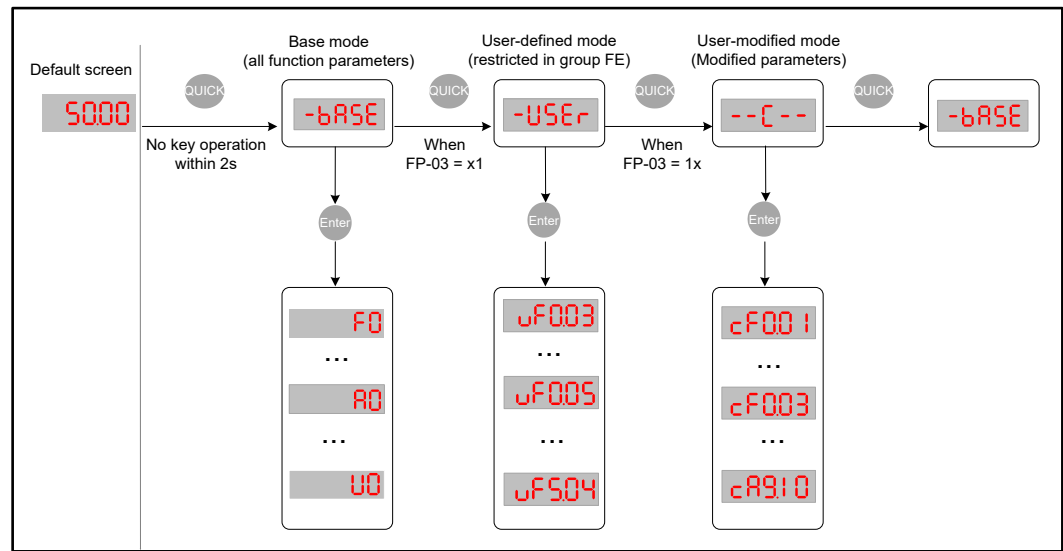 Default screen
50.00
QUICK
No key operation
within 2s
Base mode
(all function parameters)
-bASE
QUICK
When
FP-03 = x1
User-defined mode
(restricted in group FE)
-USEr
QUICK
When
FP-03 = 1x
User-modified mode
(Modified parameters)
--C--
QUICK
-bASE
Enter
Enter
Enter
F0
...
A0
...
U0
uF0.03
...
uF0.05
...
uF5.04
cF0.01
...
cF0.03
...
cA9.10